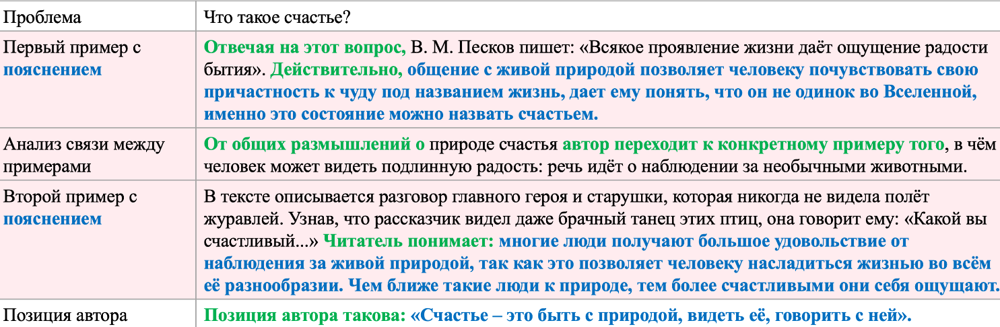 Проблема
Что такое счастье?
Первый пример с
пояснением
Отвечая на этот вопрос, В. М. Песков пишет: «Всякое проявление жизни даёт ощущение радости
бытия». Действительно, общение с живой природой позволяет человеку почувствовать свою
причастность к чуду под названием жизнь, дает ему понять, что он не одинок во Вселенной,
именно это состояние можно назвать счастьем.
Анализ связи между
примерами
От общих размышлений о природе счастья автор переходит к конкретному примеру того, в чём
человек может видеть подлинную радость: речь идёт о наблюдении за необычными животными.
Второй пример с
пояснением
В тексте описывается разговор главного героя и старушки, которая никогда не видела полёт
журавлей. Узнав, что рассказчик видел даже брачный танец этих птиц, она говорит ему: «Какой вы
счастливый...» Читатель понимает: многие люди получают большое удовольствие от
наблюдения за живой природой, так как это позволяет человеку насладиться жизнью во всём
её разнообразии. Чем ближе такие люди к природе, тем более счастливыми они себя ощущают.
Позиция автора
Позиция автора такова: «Счастье – это быть с природой, видеть её, говорить с ней».